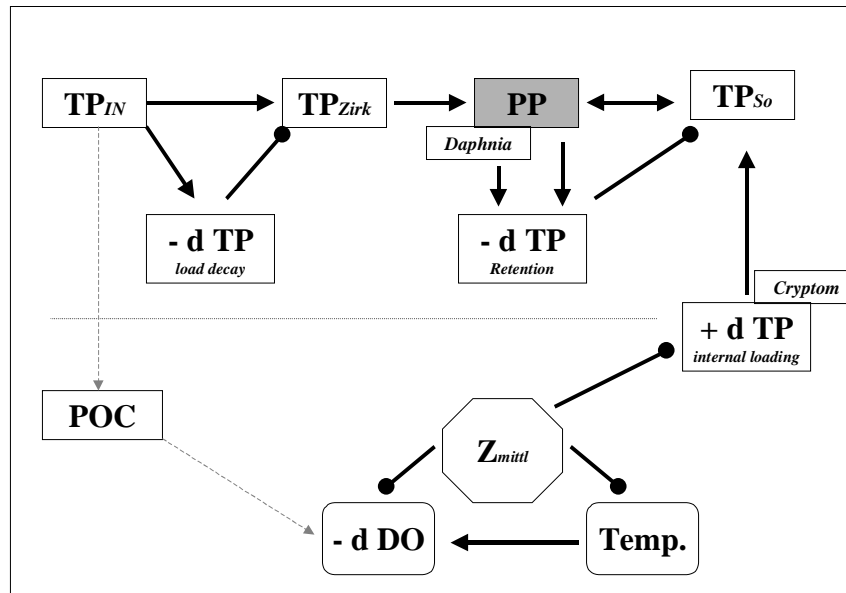 TPIN
TPZirk
PP
TPSo
Daphnia
- d TP
load decay
- d TP
Retention
Cryptom
+ d TP
internal loading
POC
Zmittl
- d DO
Temp.